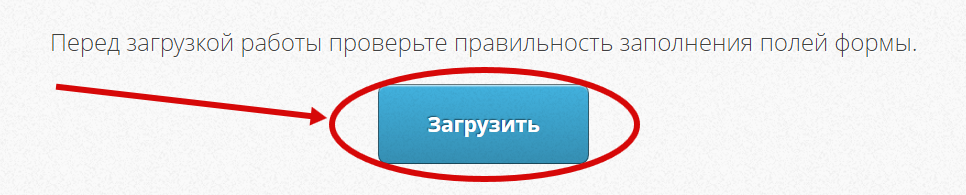 Перед загрузкой работы проверьте правильность заполнения полей формы.
Загрузить